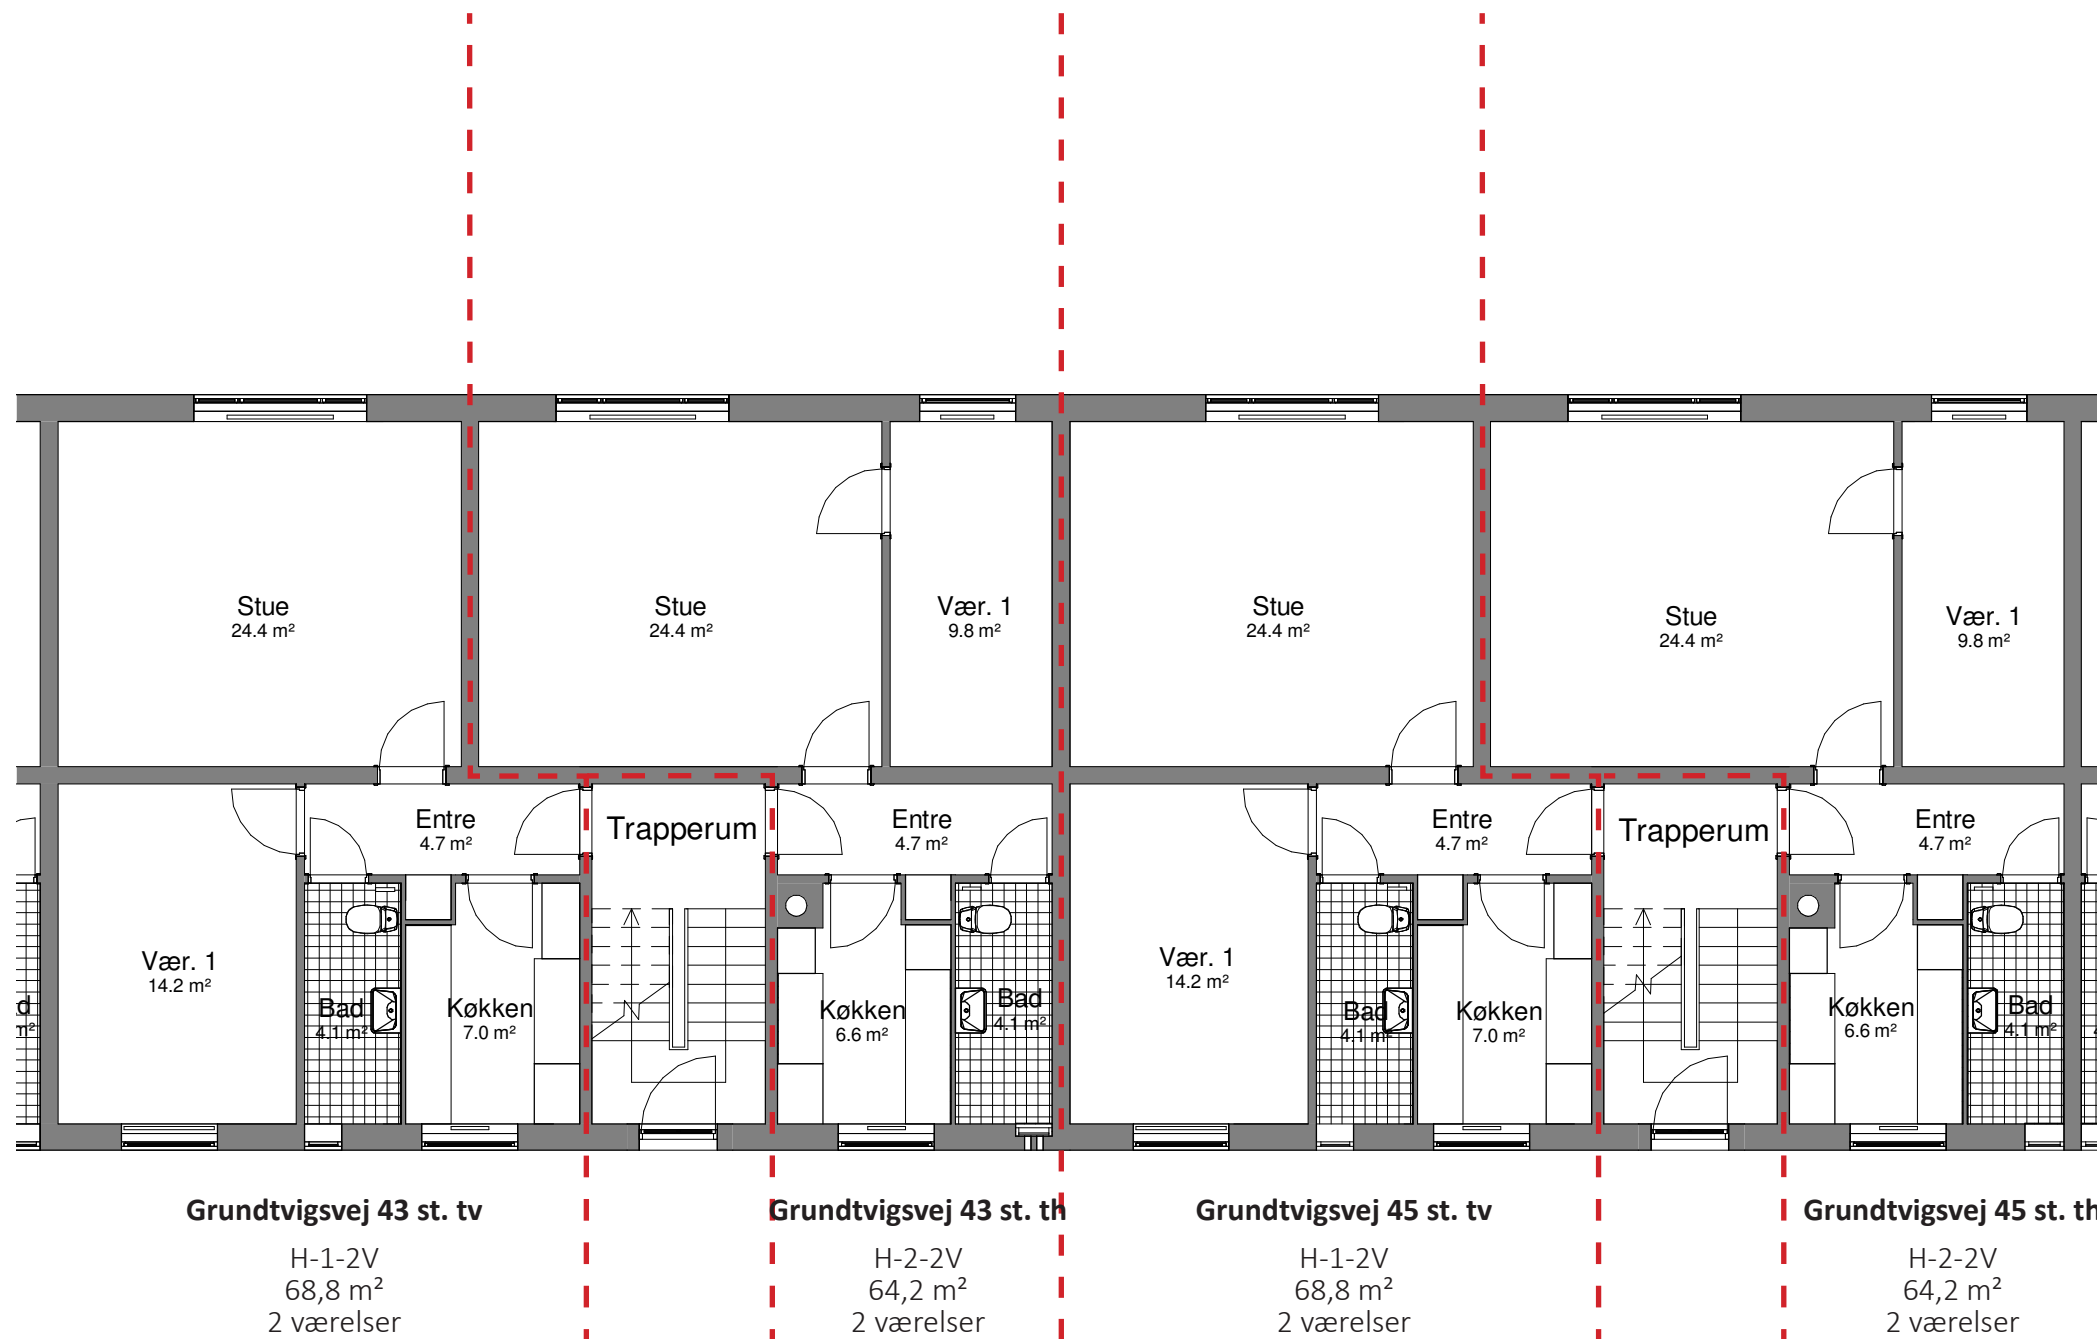 Stue
24.4 m²
Stue
24.4 m²
Vær. 1
9.8 m²
Stue
24.4 m²
Stue
24.4 m²
Vær. 1
9.8 m²
Entre
4.7 m²
Trapperum
Entre
4.7 m²
Entre
4.7 m²
Trapperum
Entre
4.7 m²
d
m²
Vær. 1
14.2 m²
Bad
4.1 m²
Køkken
7.0 m²
Køkken
6.6 m²
Bad
4.1 m²
Vær. 1
14.2 m²
Bad
4.1 m²
Køkken
7.0 m²
Køkken
6.6 m²
Bad
4.1 m²
Grundtvigsvej 43 st. tv
H-1-2V
68,8 m²
2 værelser
Grundtvigsvej 43 st. th
H-2-2V
64,2 m²
2 værelser
Grundtvigsvej 45 st. tv
H-1-2V
68,8 m²
2 værelser
Grundtvigsvej 45 st. th
H-2-2V
64,2 m²
2 værelser